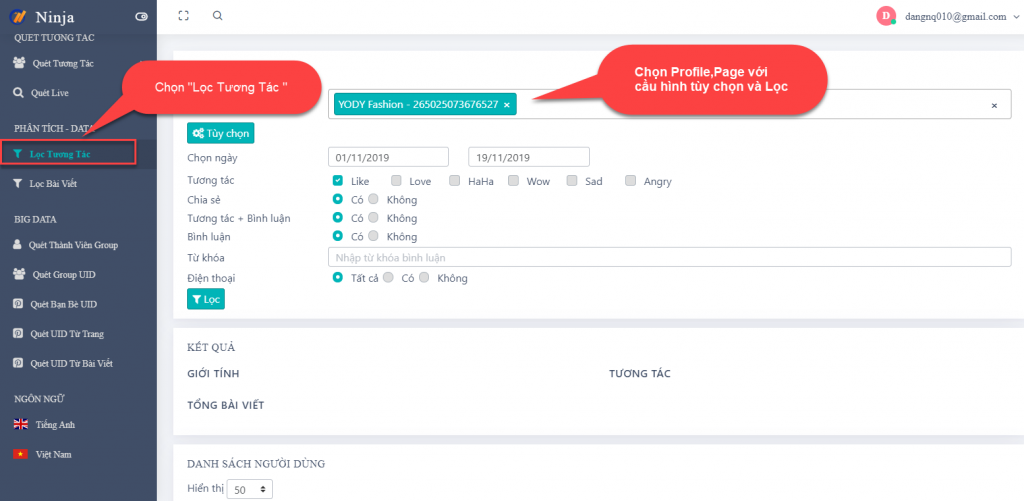 Ninja
dangnq010@gmail.com
QUÉT TƯƠNG TÁC
Quét Tương Tác
Quét Live
PHÂN TÍCH - DATA
Lọc Tương Tác
Lọc Bài Viết
BIG DATA
Quét Thành Viên Group
Quét Group UID
Quét Bạn Bè UID
Quét UID Từ Trang
Quét UID Từ Bài Viết
NGÔN NGỮ
Tiếng Anh
Việt Nam
Chọn "Lọc Tương Tác "
Chọn Profile,Page với
cầu hình tùy chọn và Lọc
YODY Fashion - 265025073676527 ×
×
Tùy chọn
Chọn ngày 01/11/2019 19/11/2019
Tương tác Like Love HaHa Wow Sad Angry
Chia sẻ Có Không
Tương tác + Bình luận Có Không
Bình luận Có Không
Từ khóa Nhập từ khóa bình luận
Điện thoại Tất cả Có Không
Lọc
KẾT QUẢ
GIỚI TÍNH TƯƠNG TÁC
TỔNG BÀI VIẾT
DANH SÁCH NGƯỜI DÙNG
Hiển thị 50
D